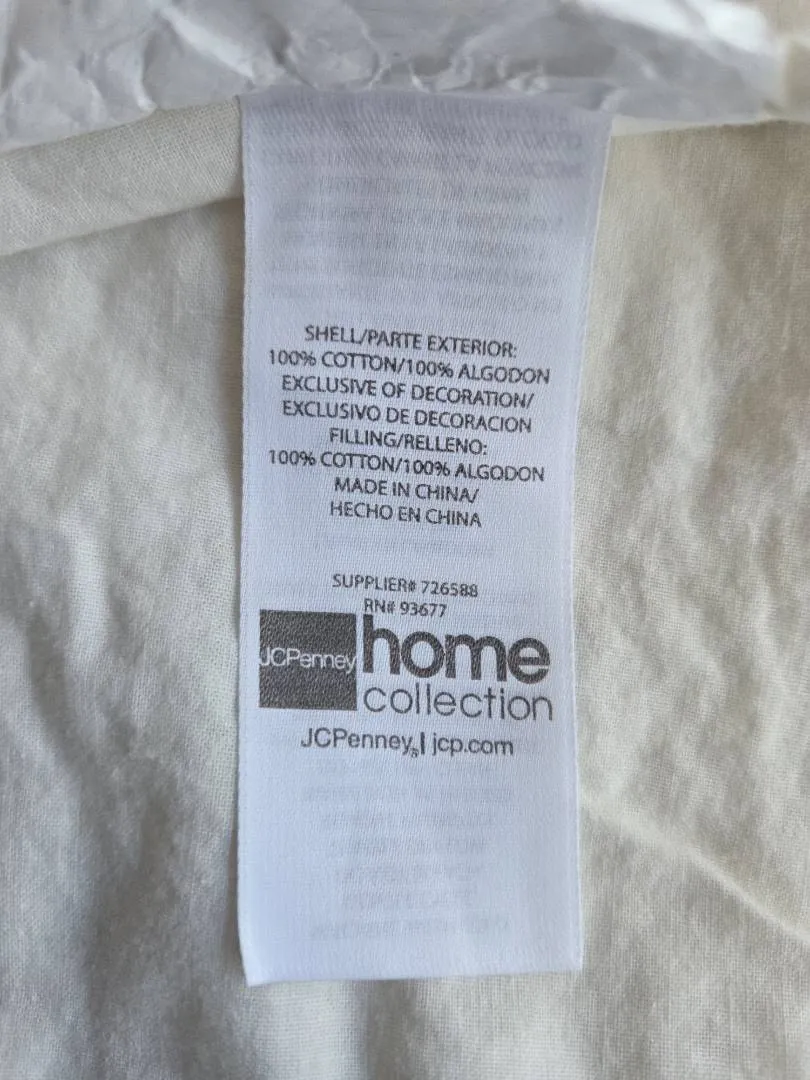 SHELL/PARTE EXTERIOR:
100% COTTON/100% ALGODON
EXCLUSIVE OF DECORATION/
EXCLUSIVO DE DECORACION
FILLING/RELLENO:
100% COTTON/100% ALGODON
MADE IN CHINA/
HECHO EN CHINA
SUPPLIER# 726588
RN# 93677
JCPenney home
collection
JCPenney® | jcp.com